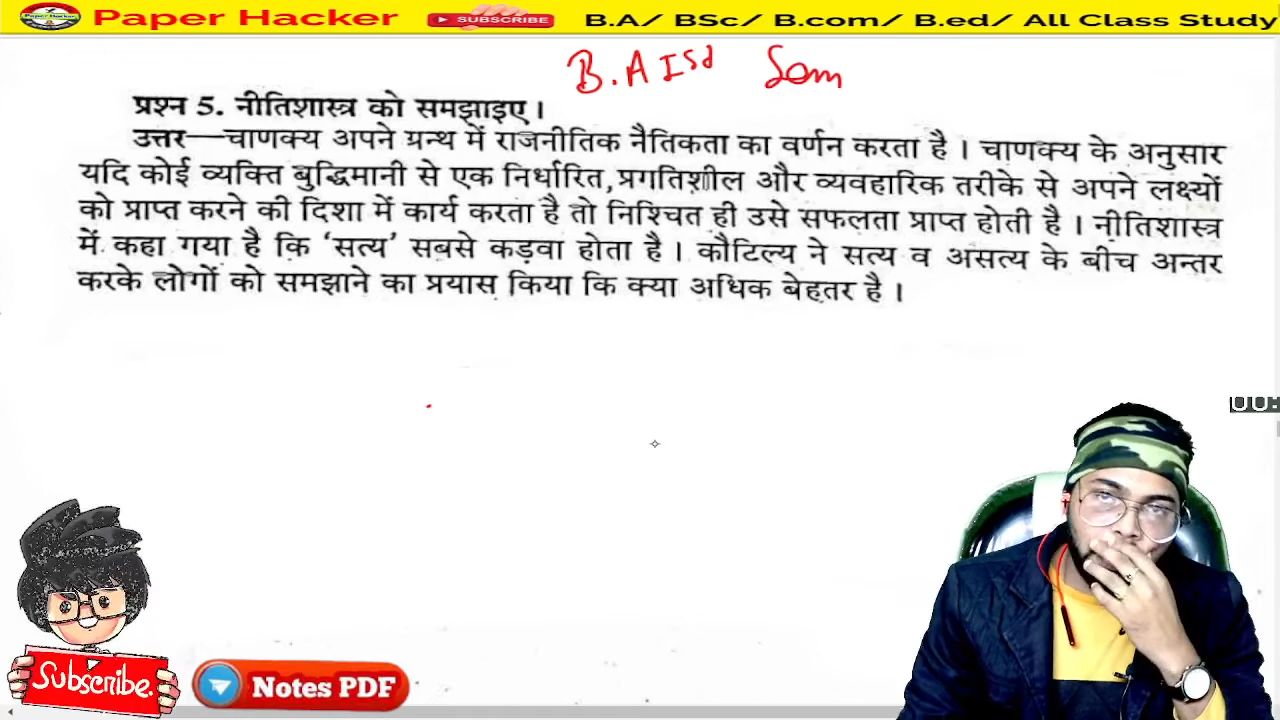 Paper Hacker
SUBSCRIBE
B.A/ BSc/ B.com/ B.ed/ All Class Study
B.A Ist Sem
प्रश्न 5. नीतिशास्त्र को समझाइए।
उत्तर—चाणक्य अपने ग्रन्थ में राजनीतिक नैतिकता का वर्णन करता है। चाणक्य के अनुसार
यदि कोई व्यक्ति बुद्धिमानी से एक निर्धारित, प्रगतिशील और व्यवहारिक तरीके से अपने लक्ष्यों
को प्राप्त करने की दिशा में कार्य करता है तो निश्चित ही उसे सफलता प्राप्त होती है। नीतिशास्त्र
में कहा गया है कि ‘सत्य’ सबसे कड़वा होता है। कौटिल्य ने सत्य व असत्य के बीच अन्तर
करके लोगों को समझाने का प्रयास किया कि क्या अधिक बेहतर है।
Subscribe.
Notes PDF